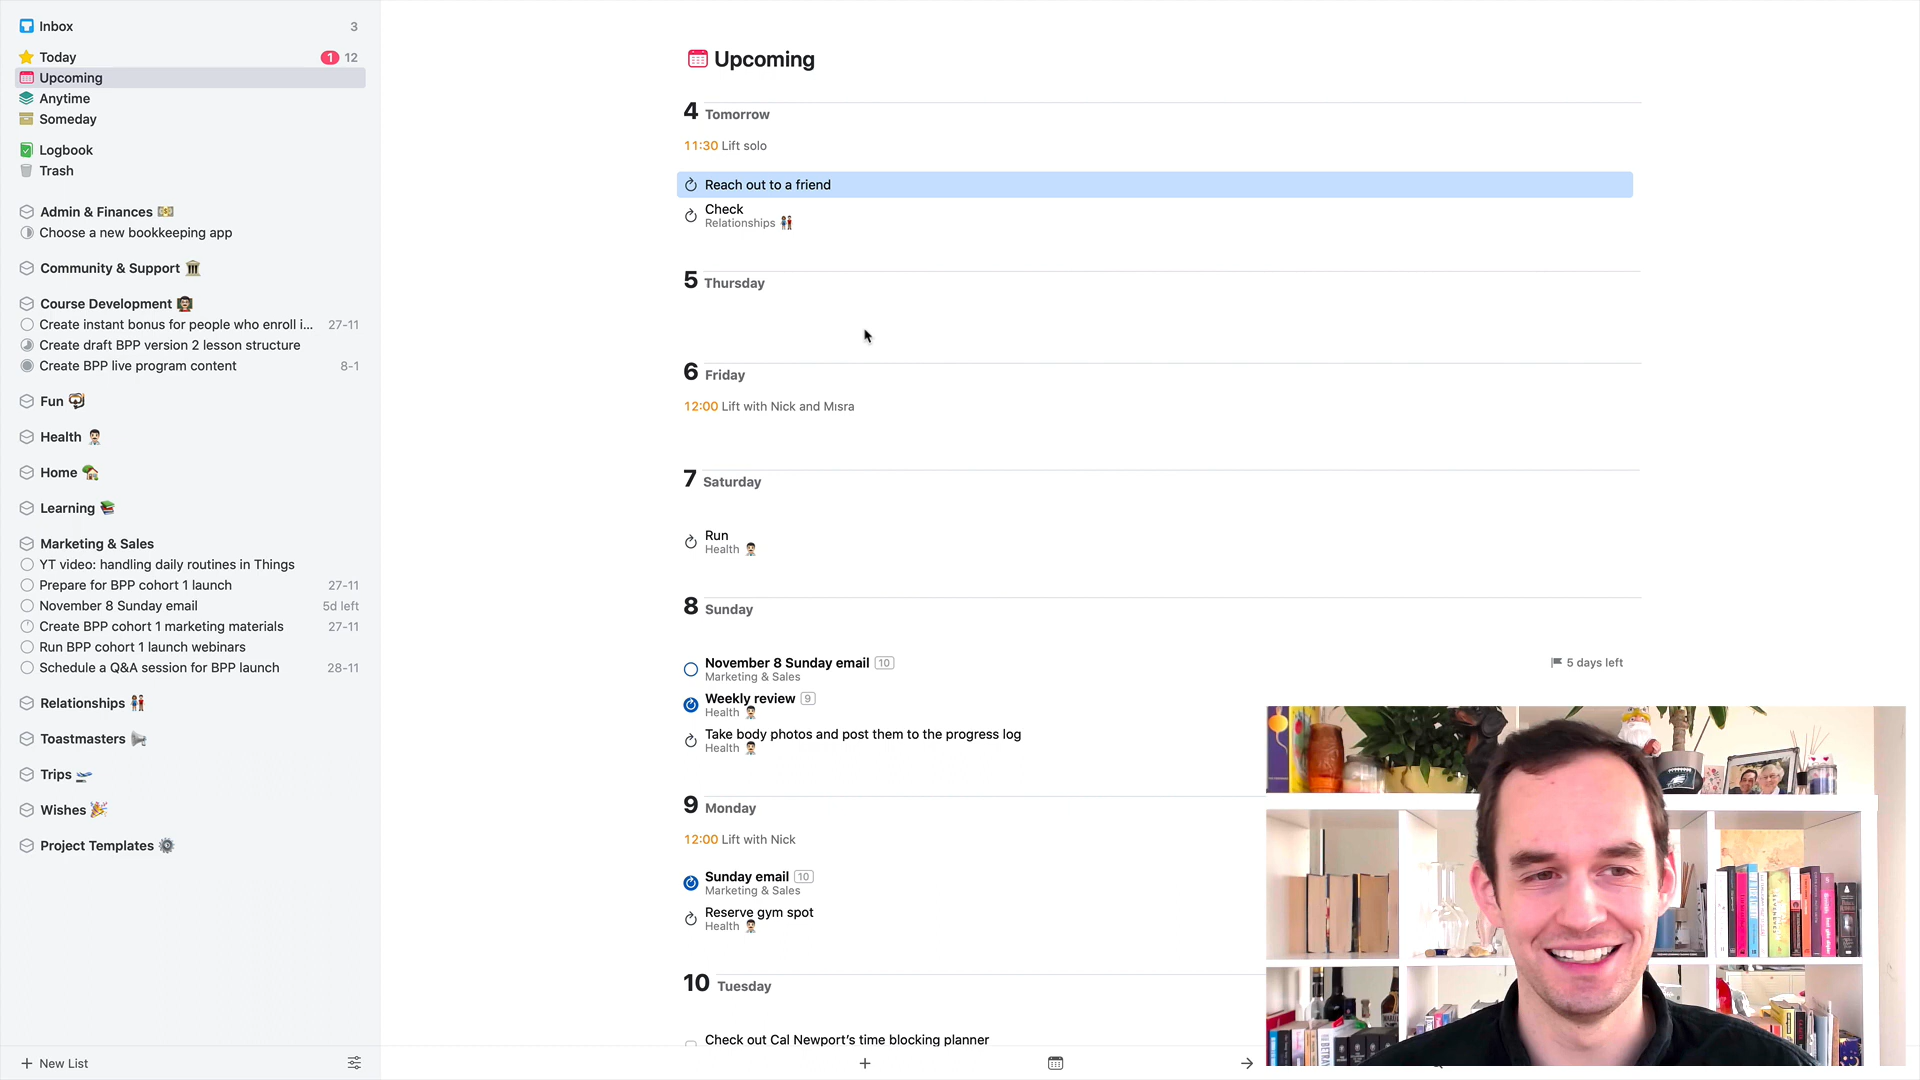 Inbox 3
Today 1 12
Upcoming
Anytime
Someday
Logbook
Trash
Admin & Finances
Choose a new bookkeeping app
Community & Support
Course Development
Create instant bonus for people who enroll i... 27-11
Create draft BPP version 2 lesson structure
Create BPP live program content 8-1
Fun
Health
Home
Learning
Marketing & Sales
YT video: handling daily routines in Things
Prepare for BPP cohort 1 launch 27-11
November 8 Sunday email 5d left
Create BPP cohort 1 marketing materials 27-11
Run BPP cohort 1 launch webinars
Schedule a Q&A session for BPP launch 28-11
Relationships
Toastmasters
Trips
Wishes
Project Templates
New List
Upcoming
4 Tomorrow
11:30 Lift solo
Reach out to a friend
Check
Relationships
5 Thursday
6 Friday
12:00 Lift with Nick and Mısra
7 Saturday
Run
Health
8 Sunday
November 8 Sunday email 10 5 days left
Marketing & Sales
Weekly review 9
Health
Take body photos and post them to the progress log
Health
9 Monday
12:00 Lift with Nick
Sunday email 10
Marketing & Sales
Reserve gym spot
Health
10 Tuesday
Check out Cal Newport's time blocking planner